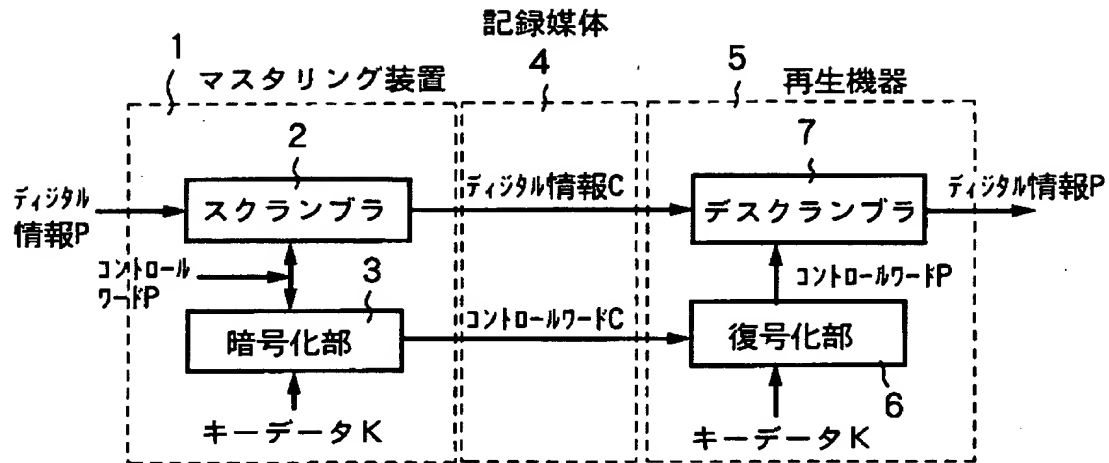 記録媒体
1
マスタリング装置
4
5
再生機器
2
7
ディジタル
情報P
スクランブラ
ディジタル情報C
デスクランブラ
ディジタル情報P
コントロール
ワードP
3
コントロールワードP
暗号化部
コントロールワードC
復号化部
6
キーデータK
キーデータK